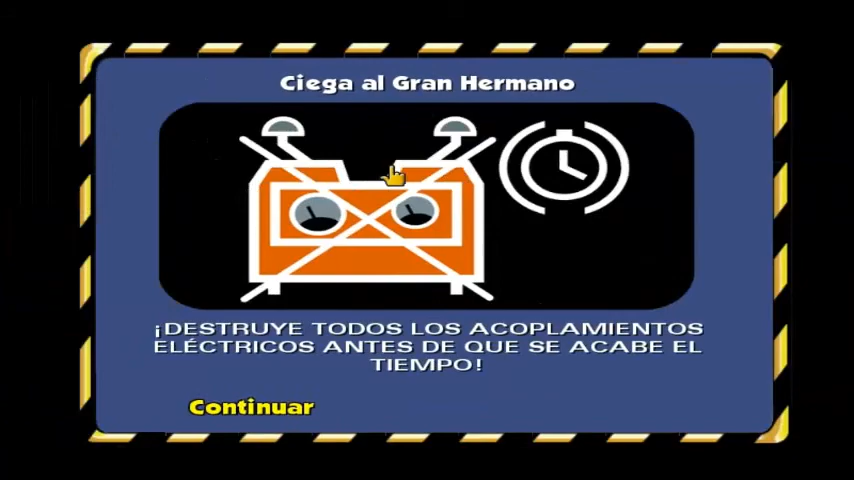 Ciega al Gran Hermano
¡DESTRUYE TODOS LOS ACOPLAMIENTOS
ELÉCTRICOS ANTES DE QUE SE ACABE EL
TIEMPO!
Continuar